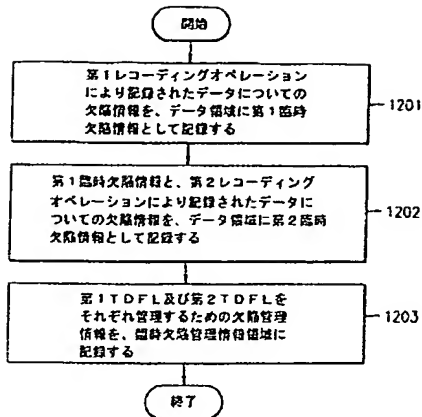 開始
第1レコーディングオペレーション
により記録されたデータについての
欠陥情報を、データ領域に第1臨時
欠陥情報として記録する
1201
第1臨時欠陥情報と、第2レコーディング
オペレーションにより記録されたデータに
ついての欠陥情報を、データ領域に第2臨時
欠陥情報として記録する
1202
第1TDFL及び第2TDFLを
それぞれ管理するための欠陥管理
情報を、臨時欠陥管理情報領域に
記録する
1203
終了